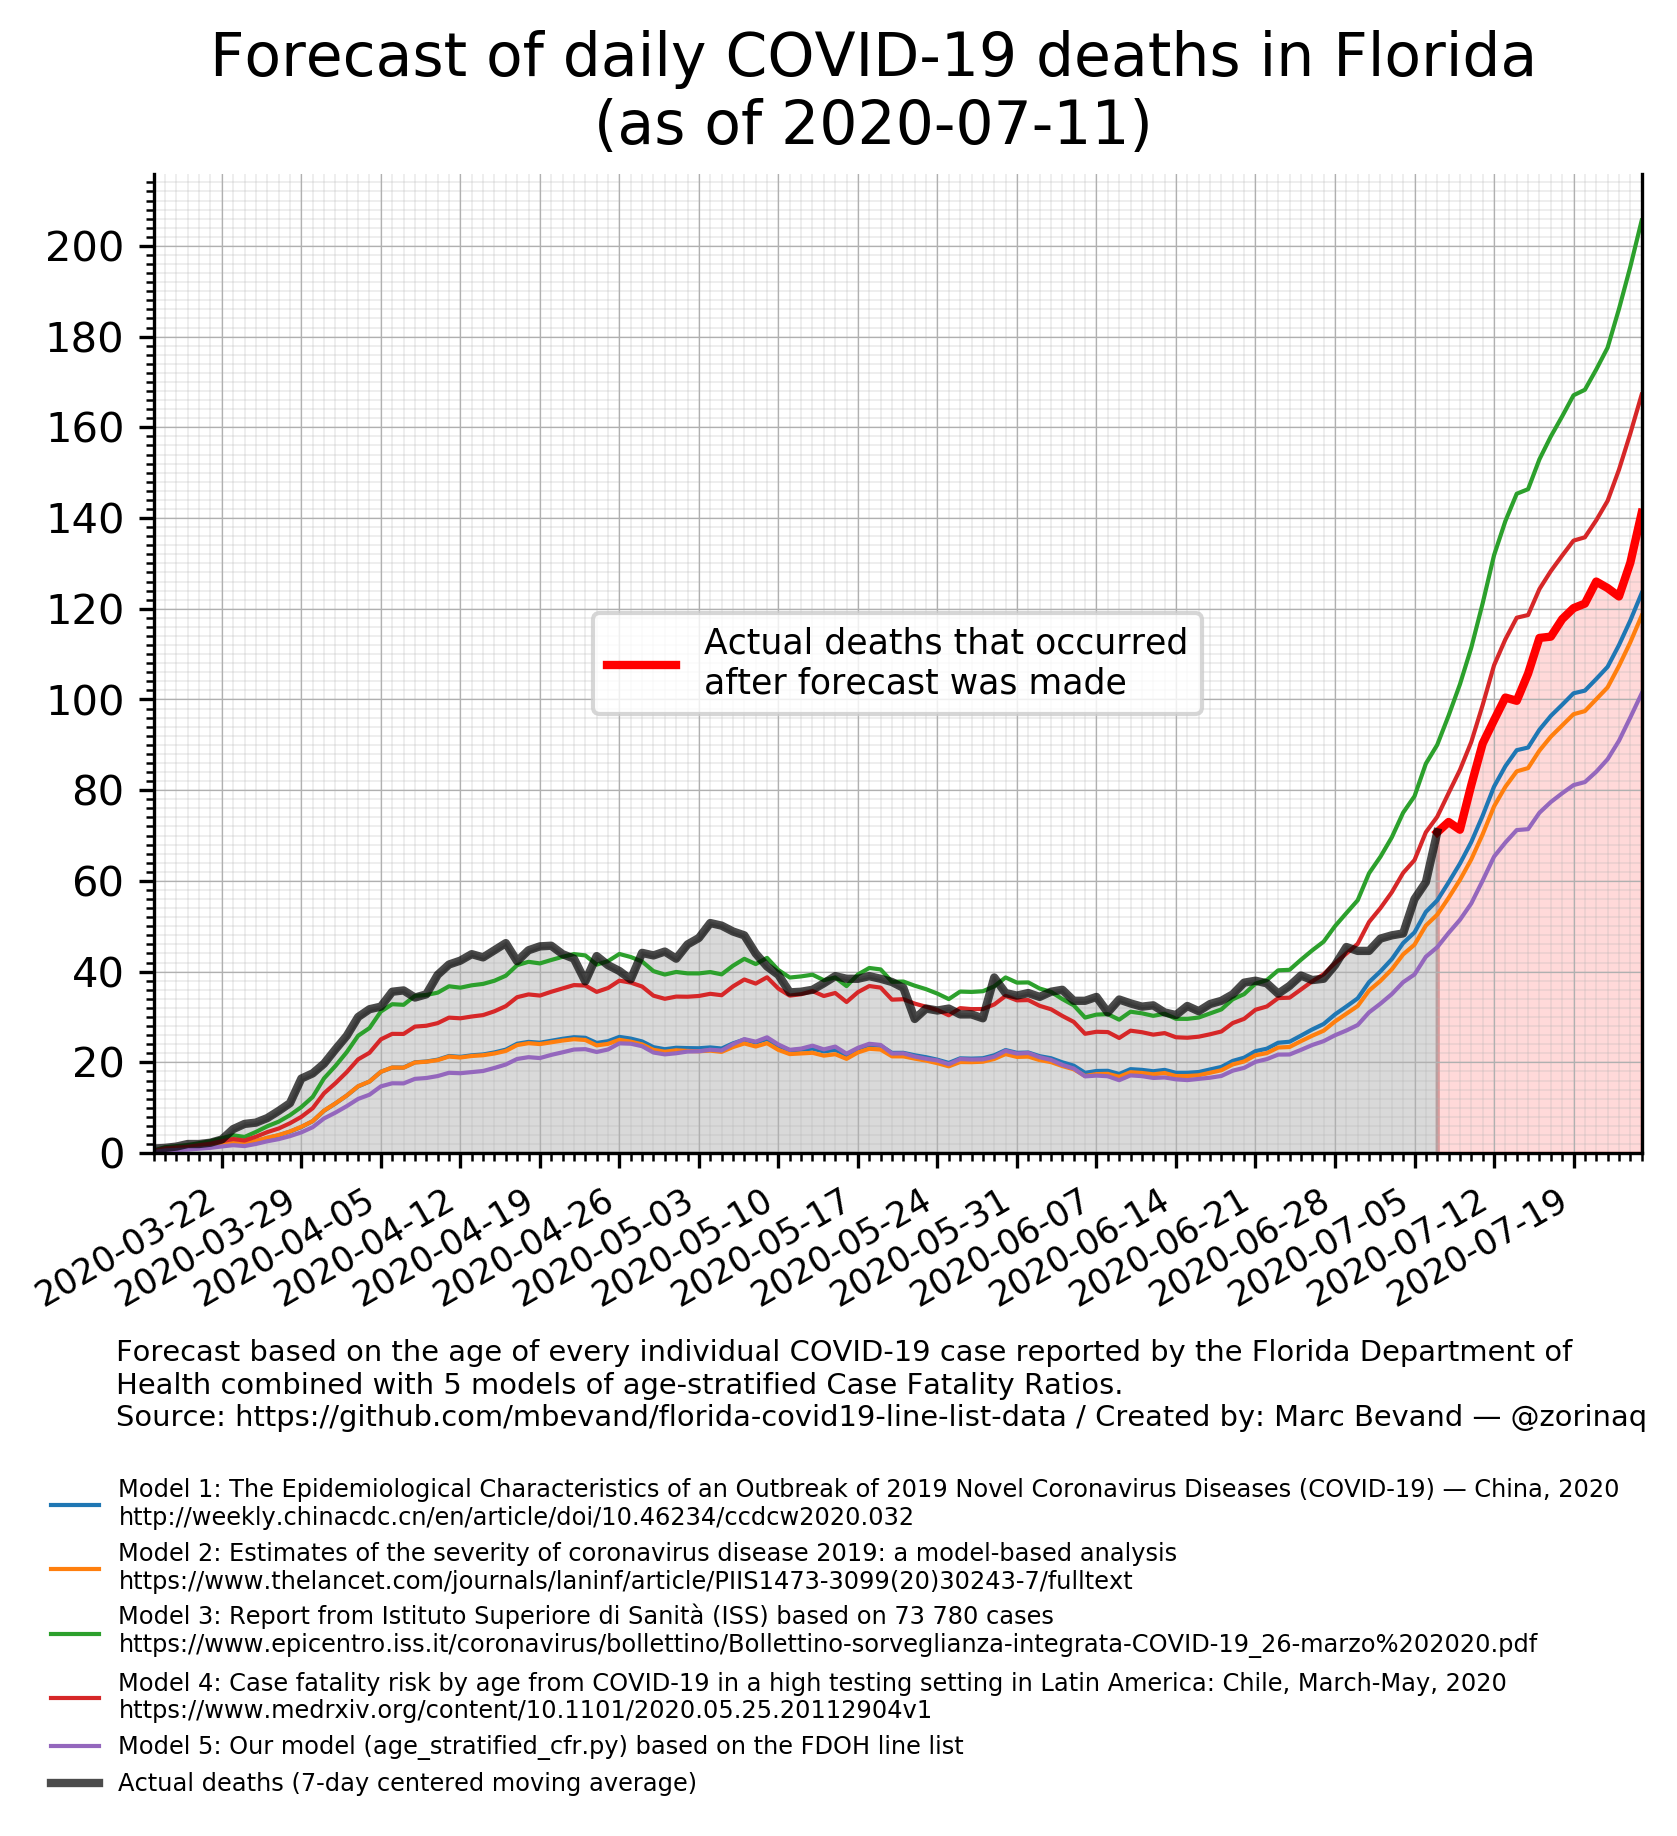 Forecast of daily COVID-19 deaths in Florida
(as of 2020-07-11)
200
180
160
140
120
100
80
60
40
20
0
Actual deaths that occurred
after forecast was made
2020-03-22
2020-03-29
2020-04-05
2020-04-12
2020-04-19
2020-04-26
2020-05-03
2020-05-10
2020-05-17
2020-05-24
2020-05-31
2020-06-07
2020-06-14
2020-06-21
2020-06-28
2020-07-05
2020-07-12
2020-07-19
Forecast based on the age of every individual COVID-19 case reported by the Florida Department of
Health combined with 5 models of age-stratified Case Fatality Ratios.
Source: https://github.com/mbevand/florida-covid19-line-list-data / Created by: Marc Bevand — @zorinaq
Model 1: The Epidemiological Characteristics of an Outbreak of 2019 Novel Coronavirus Diseases (COVID-19) — China, 2020
http://weekly.chinacdc.cn/en/article/doi/10.46234/ccdcw2020.032
Model 2: Estimates of the severity of coronavirus disease 2019: a model-based analysis
https://www.thelancet.com/journals/laninf/article/PIIS1473-3099(20)30243-7/fulltext
Model 3: Report from Istituto Superiore di Sanità (ISS) based on 73 780 cases
https://www.epicentro.iss.it/coronavirus/bollettino/Bollettino-sorveglianza-integrata-COVID-19_26-marzo%202020.pdf
Model 4: Case fatality risk by age from COVID-19 in a high testing setting in Latin America: Chile, March-May, 2020
https://www.medrxiv.org/content/10.1101/2020.05.25.20112904v1
Model 5: Our model (age_stratified_cfr.py) based on the FDOH line list
Actual deaths (7-day centered moving average)